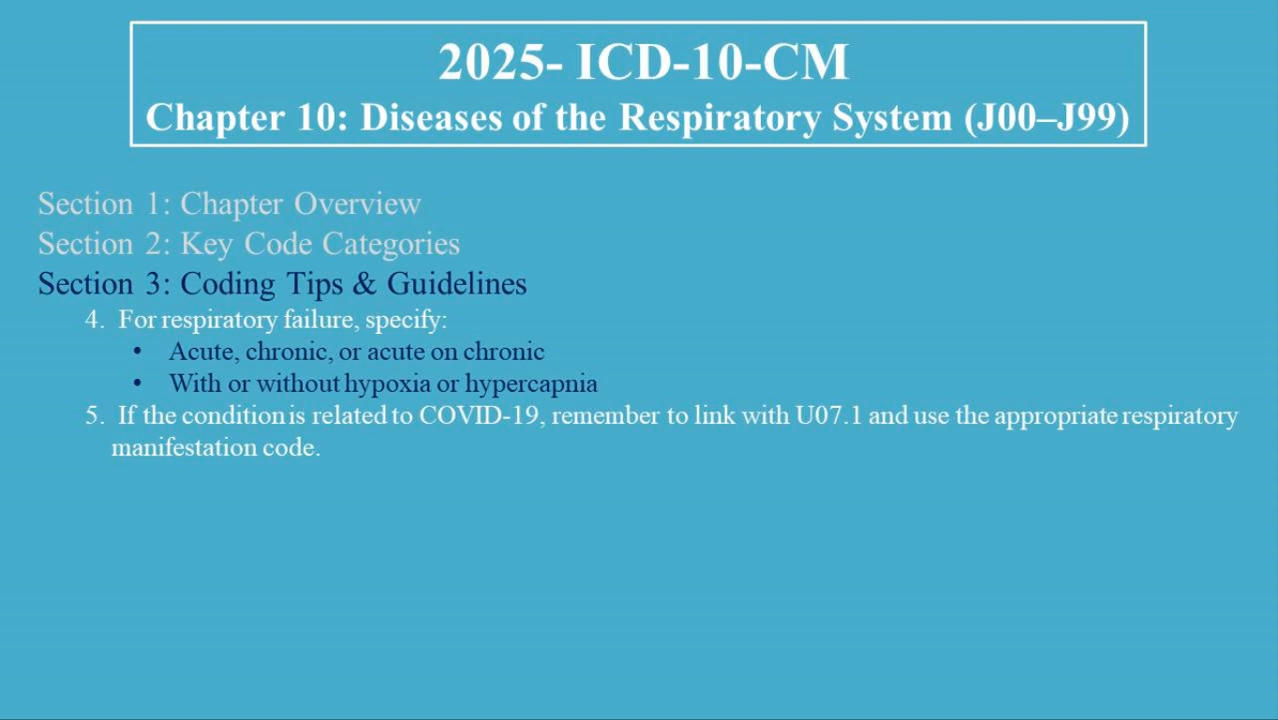 2025- ICD-10-CM
Chapter 10: Diseases of the Respiratory System (J00–J99)
Section 1: Chapter Overview
Section 2: Key Code Categories
Section 3: Coding Tips & Guidelines
4. For respiratory failure, specify:
• Acute, chronic, or acute on chronic
• With or without hypoxia or hypercapnia
5. If the condition is related to COVID-19, remember to link with U07.1 and use the appropriate respiratory
manifestation code.